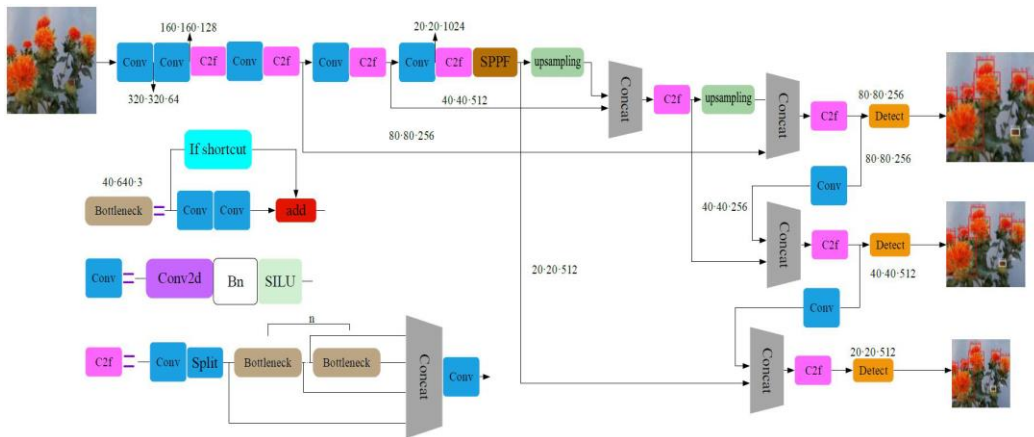 160·160·128
20·20·1024
Conv
Conv
C2f
Conv
C2f
Conv
C2f
Conv
C2f
SPPF
upsampling
320·320·64
40·40·512
80·80·256
Concat
C2f
upsampling
Concat
C2f
80·80·256
Detect
80·80·256
Conv
40·40·256
Concat
C2f
Detect
40·40·512
Conv
20·20·512
Concat
C2f
20·20·512
Detect
If shortcut
40·640·3
Bottleneck
Conv
Conv
add
Conv
Conv2d
Bn
SILU
n
C2f
Conv
Split
Bottleneck
Bottleneck
Concat
Conv